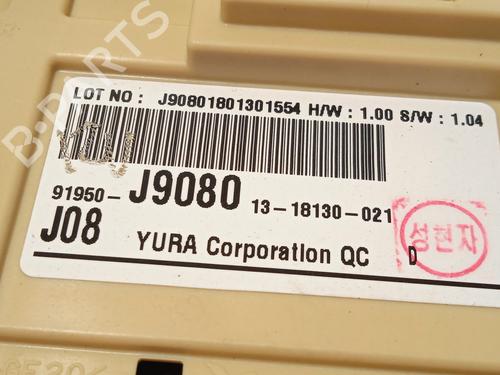 B-PARTS
LOT NO : J90801801301554 H/W : 1.00 S/W : 1.04
91950- J9080 13-18130-021
J08 YURA Corporation QC D
성현자